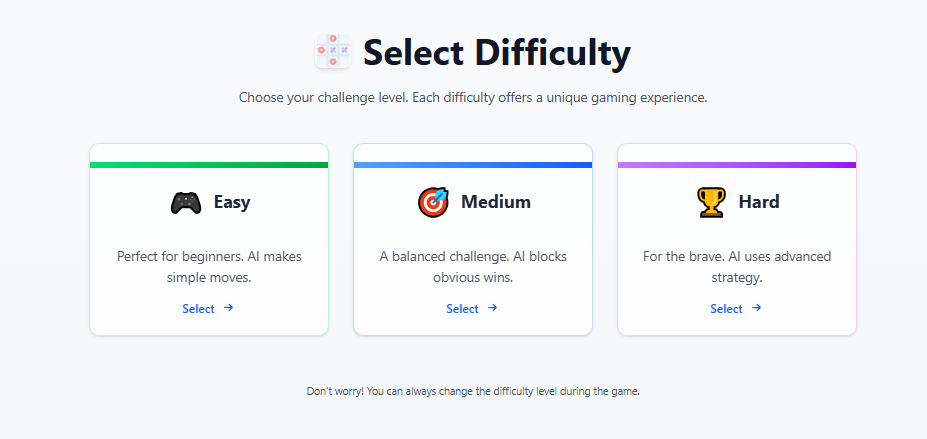 Select Difficulty
Choose your challenge level. Each difficulty offers a unique gaming experience.
Easy
Perfect for beginners. AI makes
simple moves.
Select →
Medium
A balanced challenge. AI blocks
obvious wins.
Select →
Hard
For the brave. AI uses advanced
strategy.
Select →
Don't worry! You can always change the difficulty level during the game.